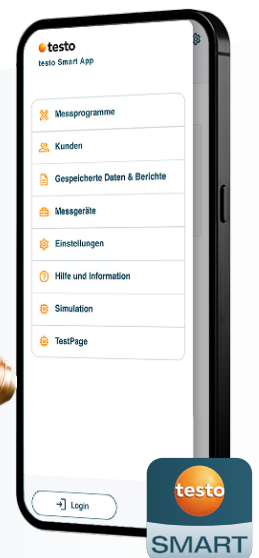 testo
testo Smart App
Messprogramme
Kunden
Gespeicherte Daten & Berichte
Messgeräte
Einstellungen
Hilfe und Information
Simulation
TestPage
Login
testo
SMART